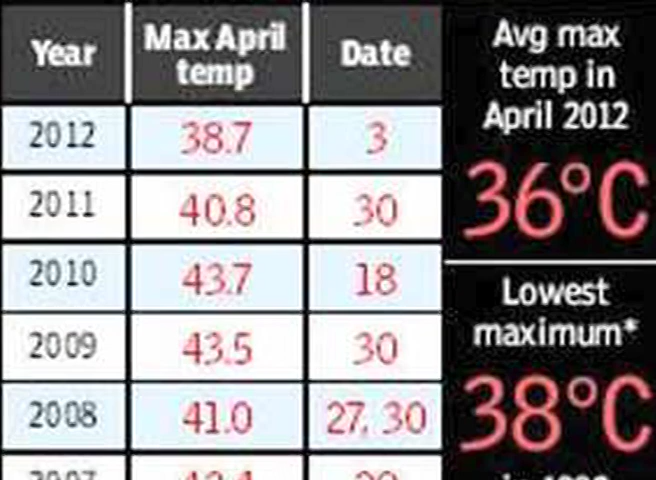 Year Max April temp Date
2012 38.7 3
2011 40.8 30
2010 43.7 18
2009 43.5 30
2008 41.0 27, 30
Avg max
temp in
April 2012
36°C
Lowest
maximum*
38°C